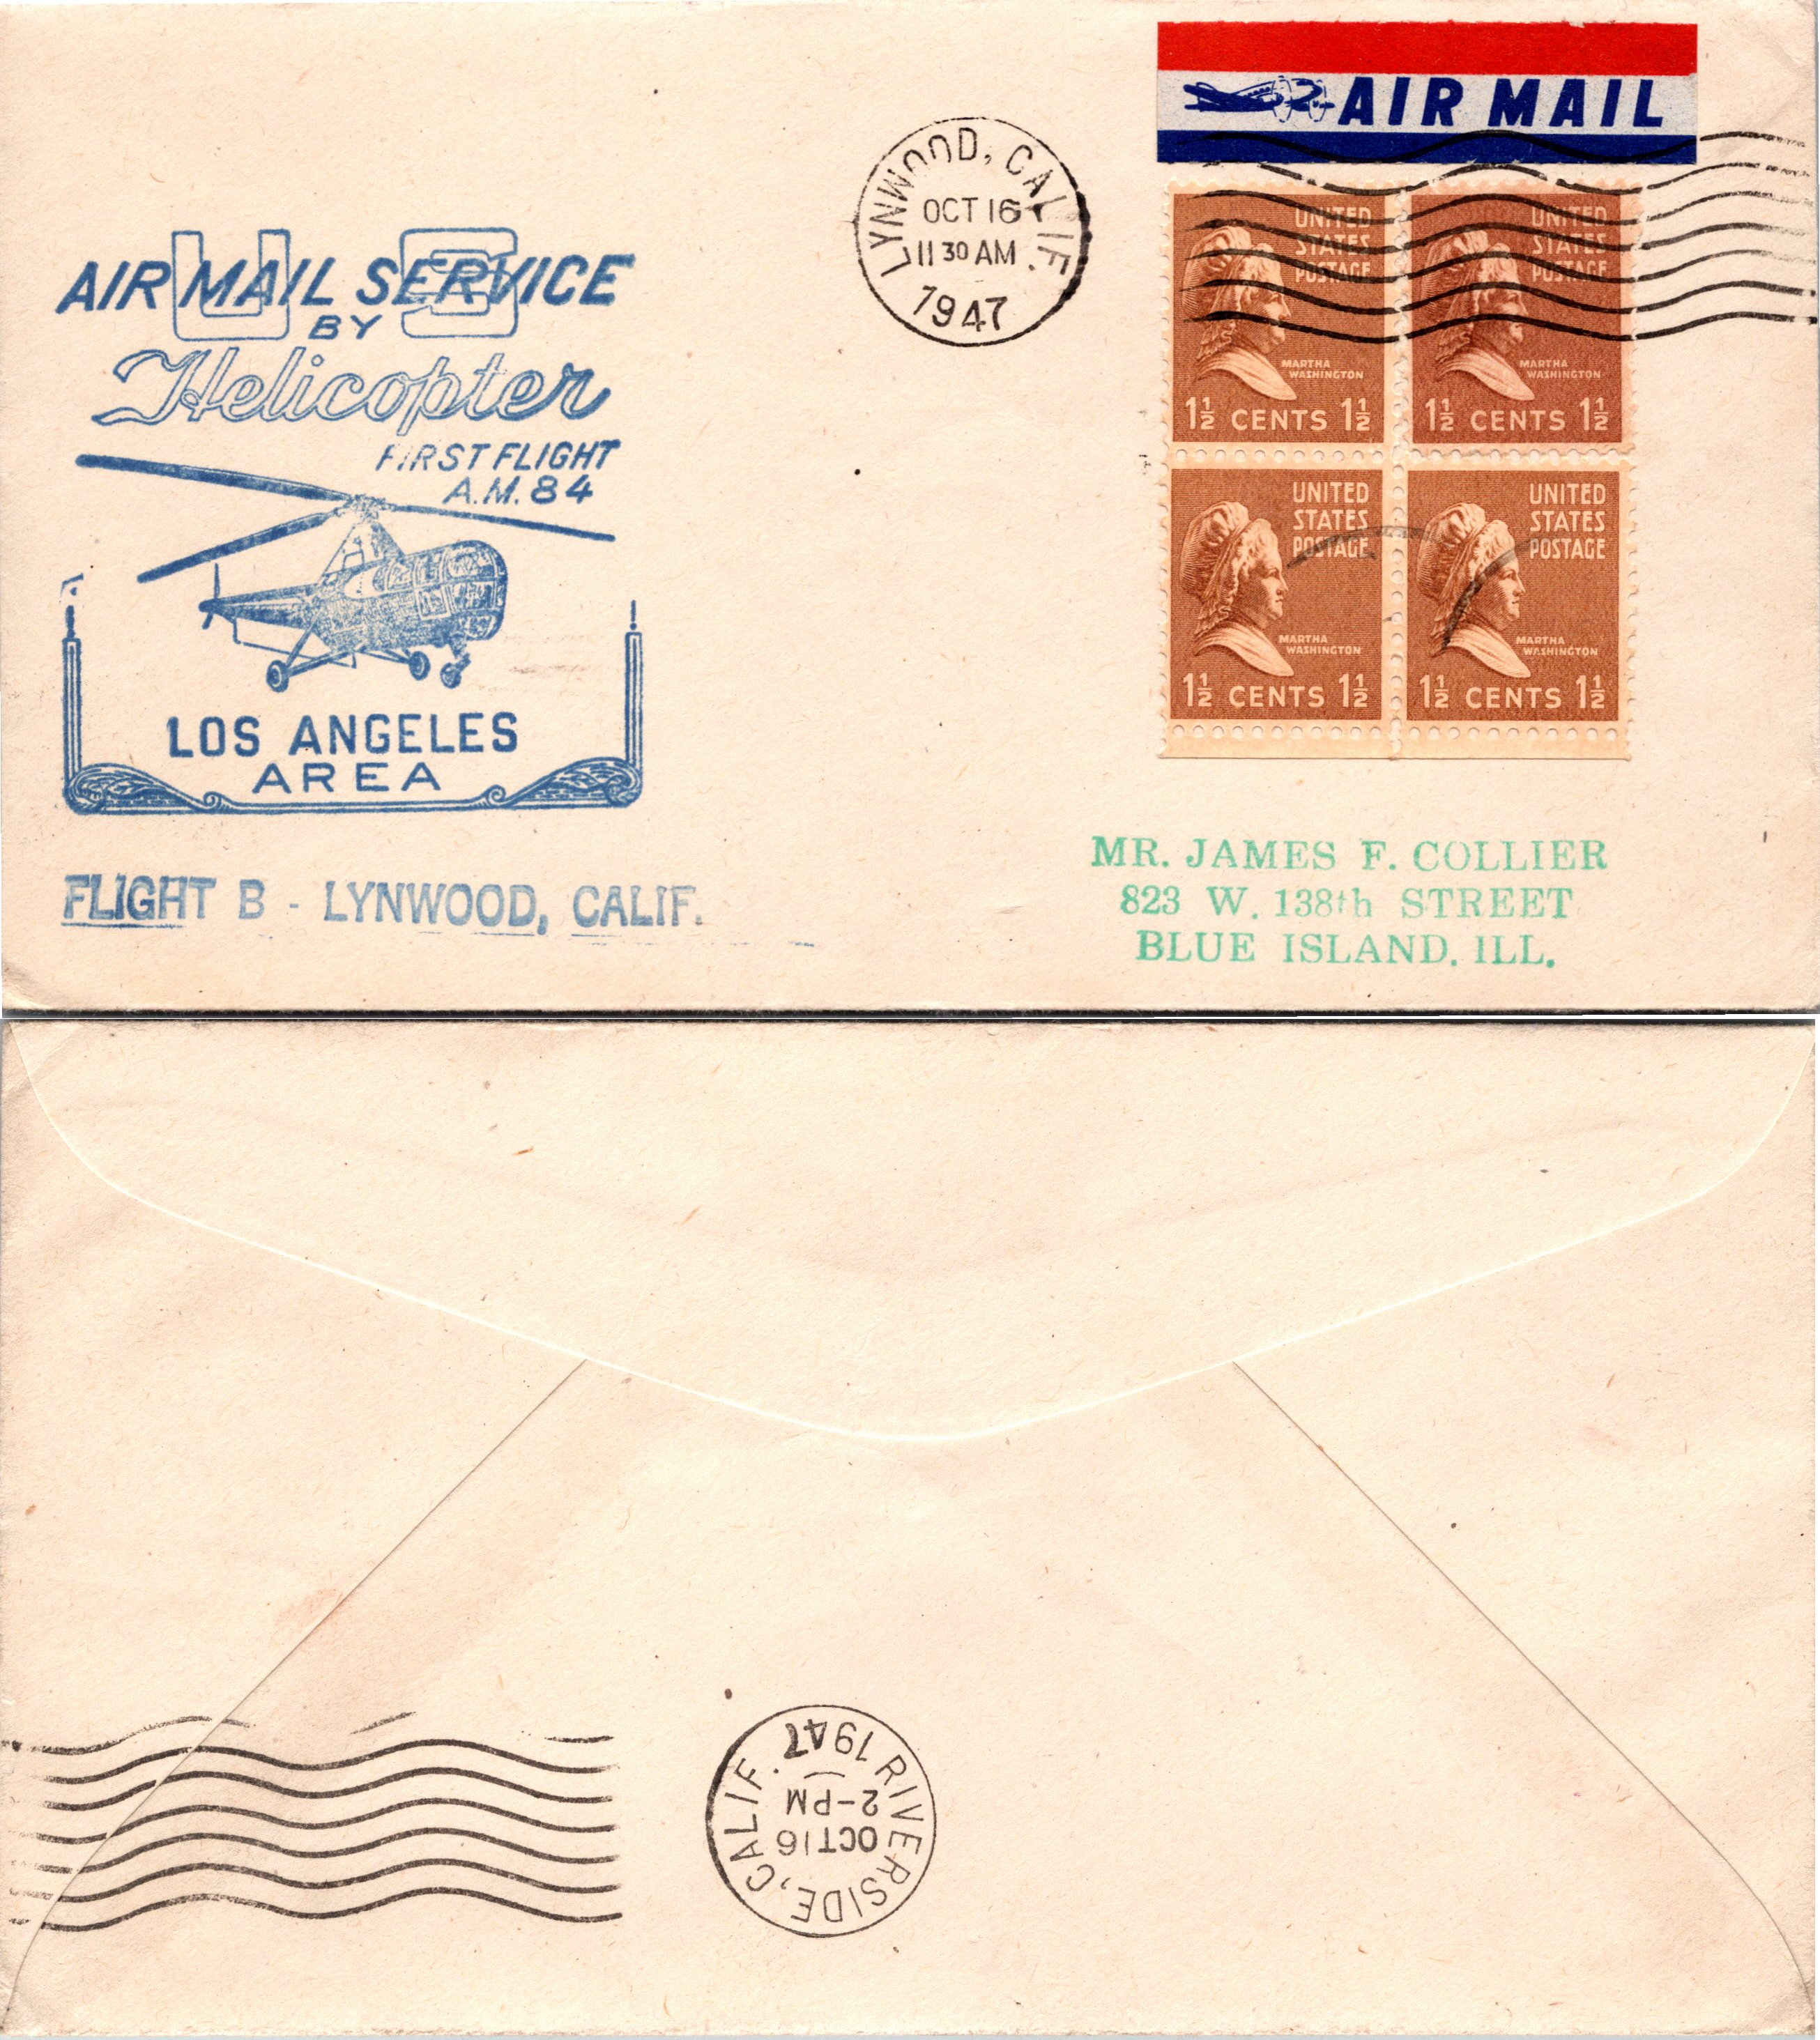 AIR MAIL
LYNWOOD, CALIF.
OCT 16
11 30 AM
1947
U S
AIR MAIL SERVICE
BY
Helicopter
FIRST FLIGHT
A.M. 84
LOS ANGELES
AREA
FLIGHT B - LYNWOOD, CALIF.
UNITED
STATES
POSTAGE
MARTHA
WASHINGTON
1½ CENTS 1½
UNITED
STATES
POSTAGE
MARTHA
WASHINGTON
1½ CENTS 1½
UNITED
STATES
POSTAGE
MARTHA
WASHINGTON
1½ CENTS 1½
UNITED
STATES
POSTAGE
MARTHA
WASHINGTON
1½ CENTS 1½
MR. JAMES F. COLLIER
823 W. 138th STREET
BLUE ISLAND, ILL.
RIVERSIDE, CALIF.
OCT 16
2-PM
1947